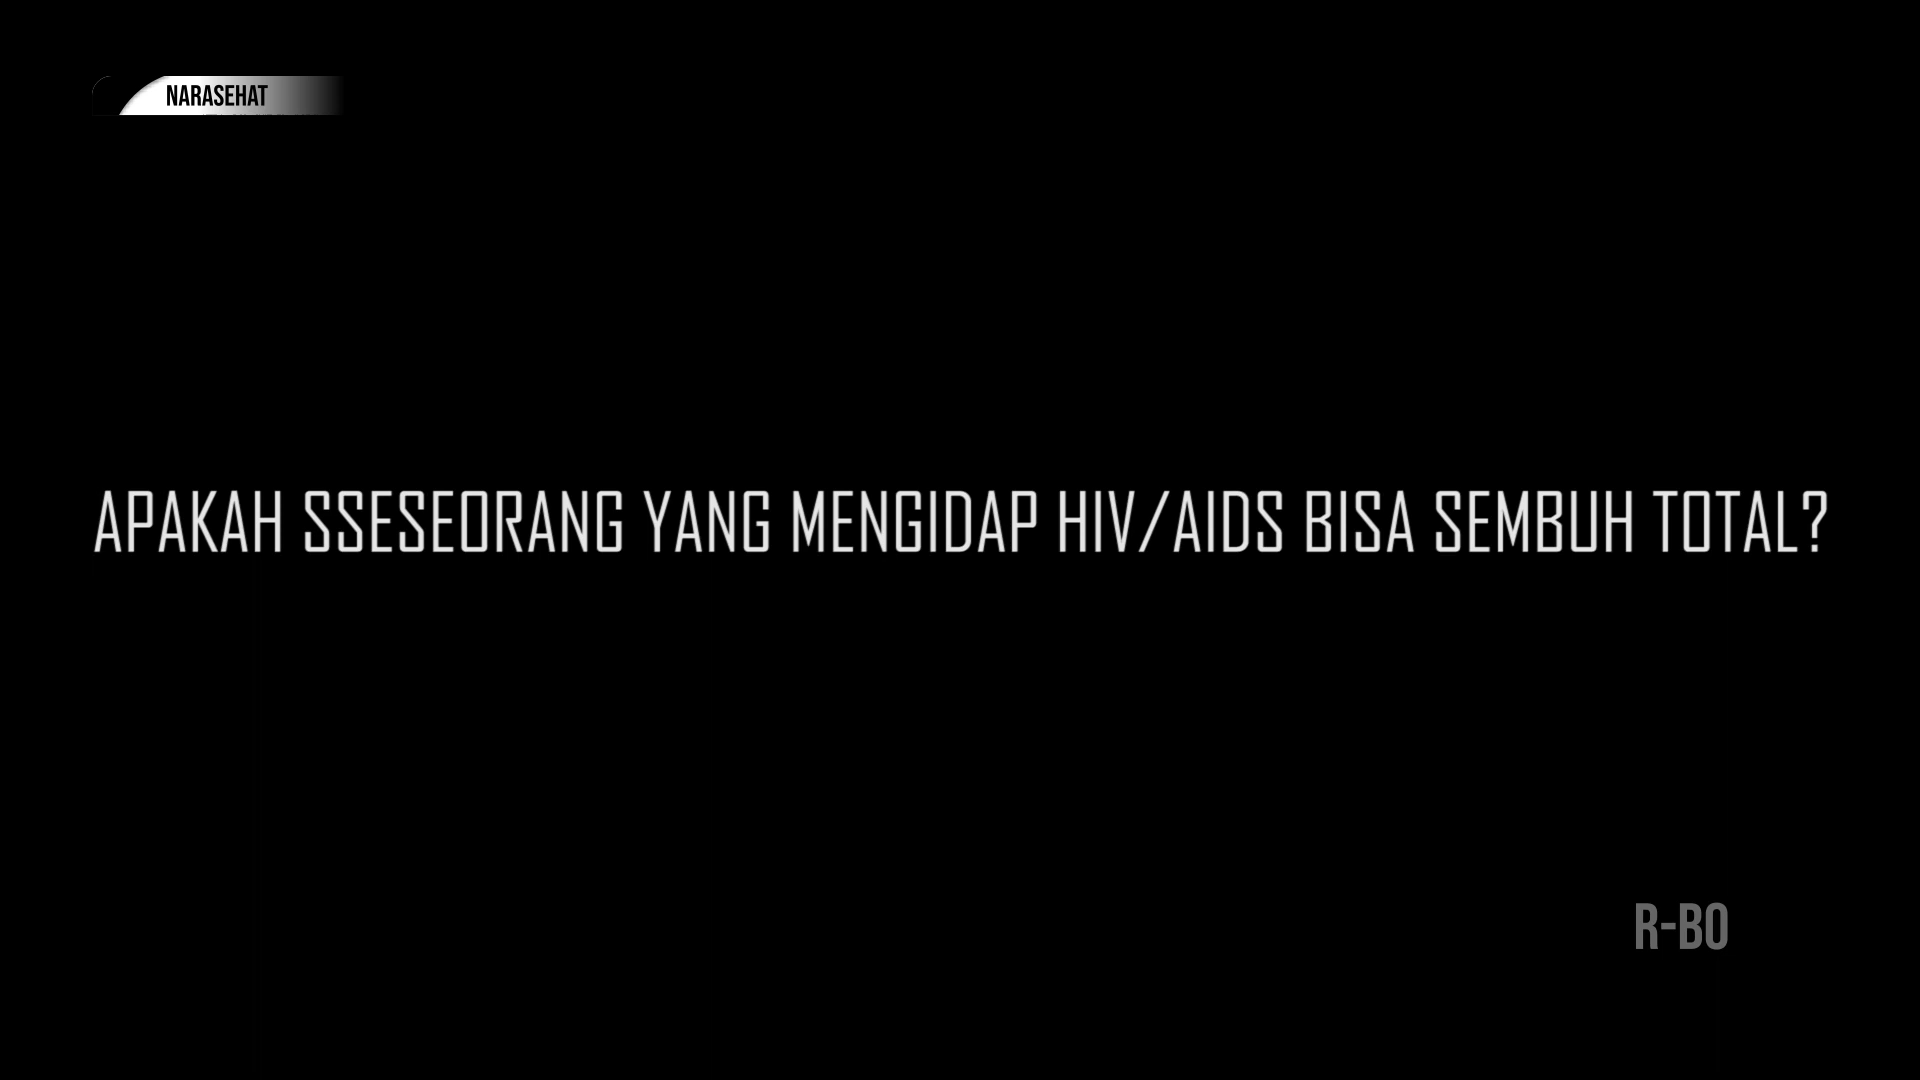 NARASEHAT
APAKAH SSESEORANG YANG MENGIDAP HIV/AIDS BISA SEMBUH TOTAL?
R-BO